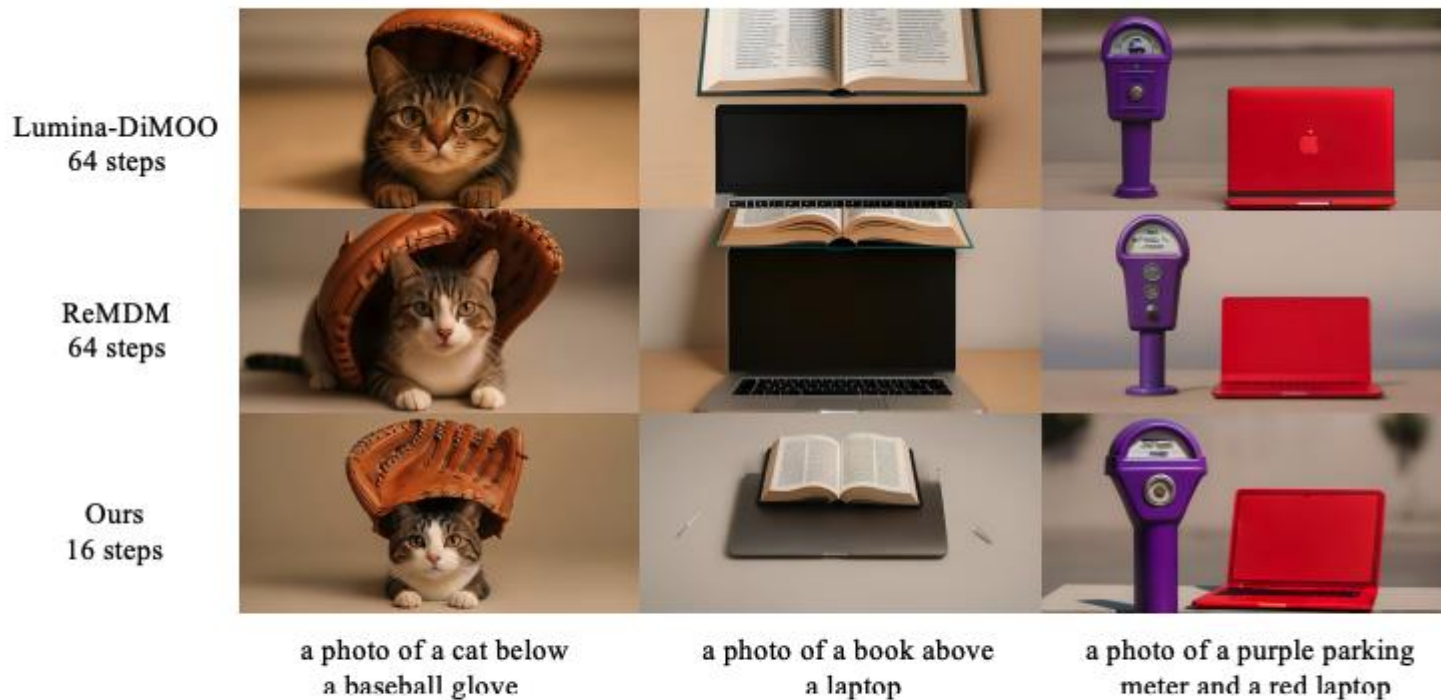 Lumina-DiMOO
64 steps
ReMDM
64 steps
Ours
16 steps
a photo of a cat below
a baseball glove
a photo of a book above
a laptop
a photo of a purple parking
meter and a red laptop